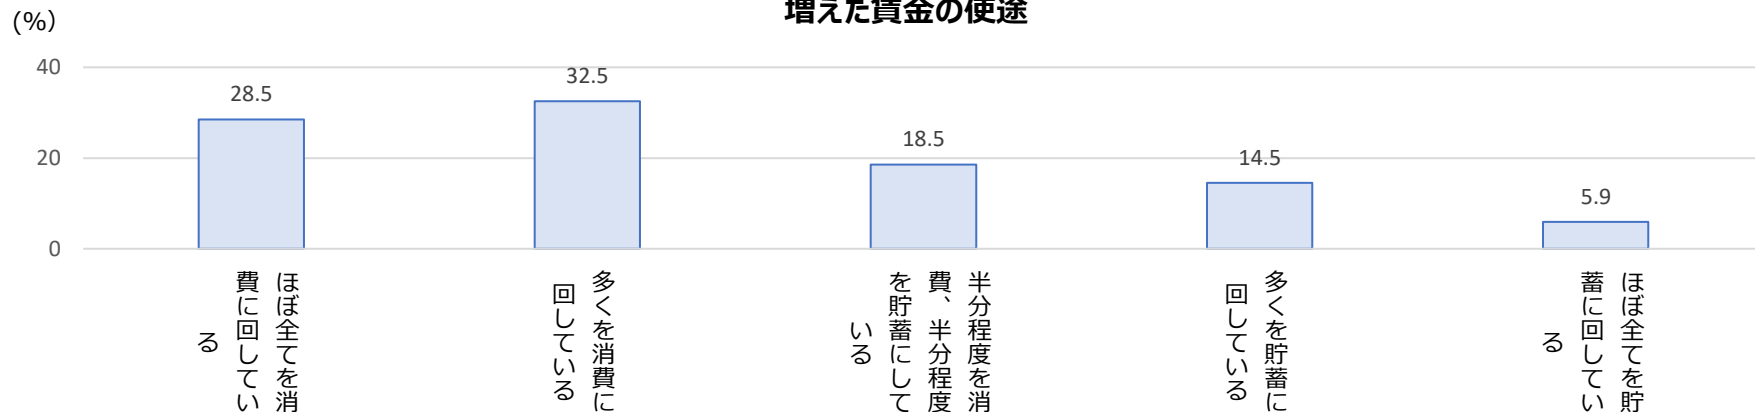 増えた賃金の使途
(%)
40
20
0
28.5
32.5
18.5
14.5
5.9
ほぼ全てを消
費に回してい
る
多くを消費に
回している
半分程度を消
費、半分程度
を貯蓄にして
いる
多くを貯蓄に
回している
ほぼ全てを貯
蓄に回してい
る